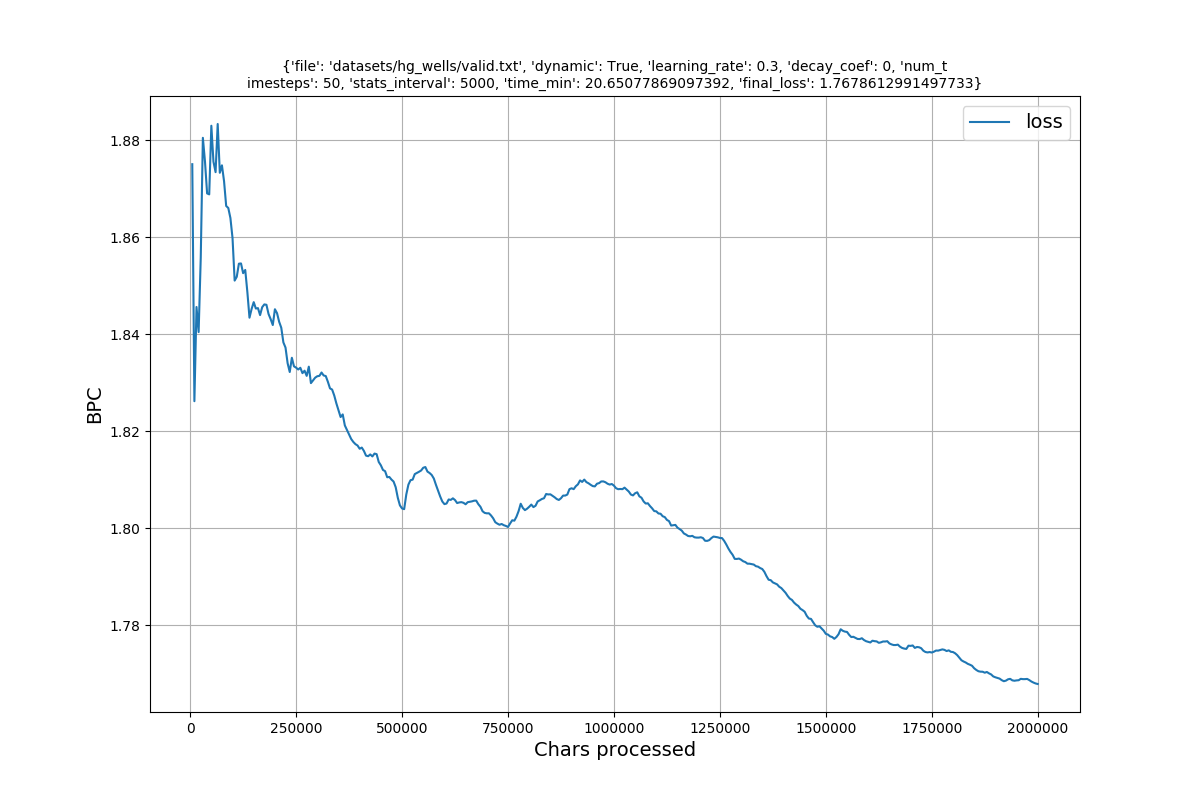 {'file': 'datasets/hg_wells/valid.txt', 'dynamic': True, 'learning_rate': 0.3, 'decay_coef': 0, 'num_t
imesteps': 50, 'stats_interval': 5000, 'time_min': 20.65077869097392, 'final_loss': 1.7678612991497733}
loss
1.88
1.86
1.84
1.82
1.80
1.78
BPC
0 250000 500000 750000 1000000 1250000 1500000 1750000 2000000
Chars processed